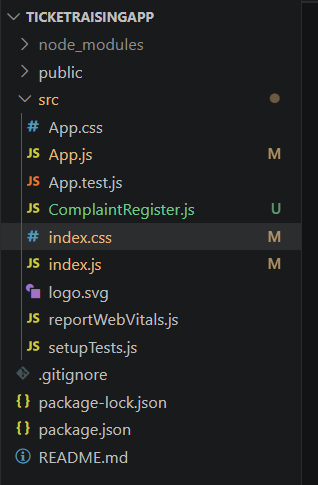 TICKETRAISINGAPP
node_modules
public
src
# App.css
JS App.js M
JS App.test.js
JS ComplaintRegister.js U
# index.css M
JS index.js M
logo.svg
JS reportWebVitals.js
JS setupTests.js
.gitignore
{} package-lock.json
{} package.json
README.md